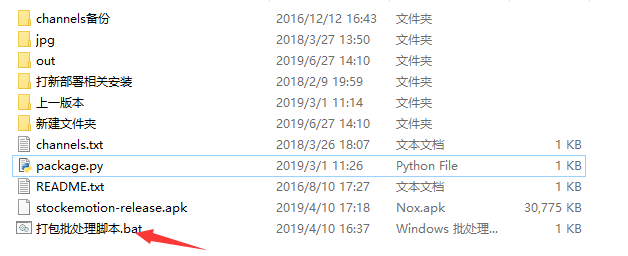 channels备份 2016/12/12 16:43 文件夹
jpg 2018/3/27 13:50 文件夹
out 2019/6/27 14:10 文件夹
打新部署相关安装 2018/2/9 19:59 文件夹
上一版本 2019/3/1 11:14 文件夹
新建文件夹 2019/6/27 14:10 文件夹
channels.txt 2018/3/26 18:07 文本文档 1 KB
package.py 2019/3/1 11:26 Python File 1 KB
README.txt 2016/8/10 17:27 文本文档 1 KB
stockemotion-release.apk 2019/4/10 17:18 Nox.apk 30,775 KB
打包批处理脚本.bat 2019/4/10 16:37 Windows 批处理... 1 KB